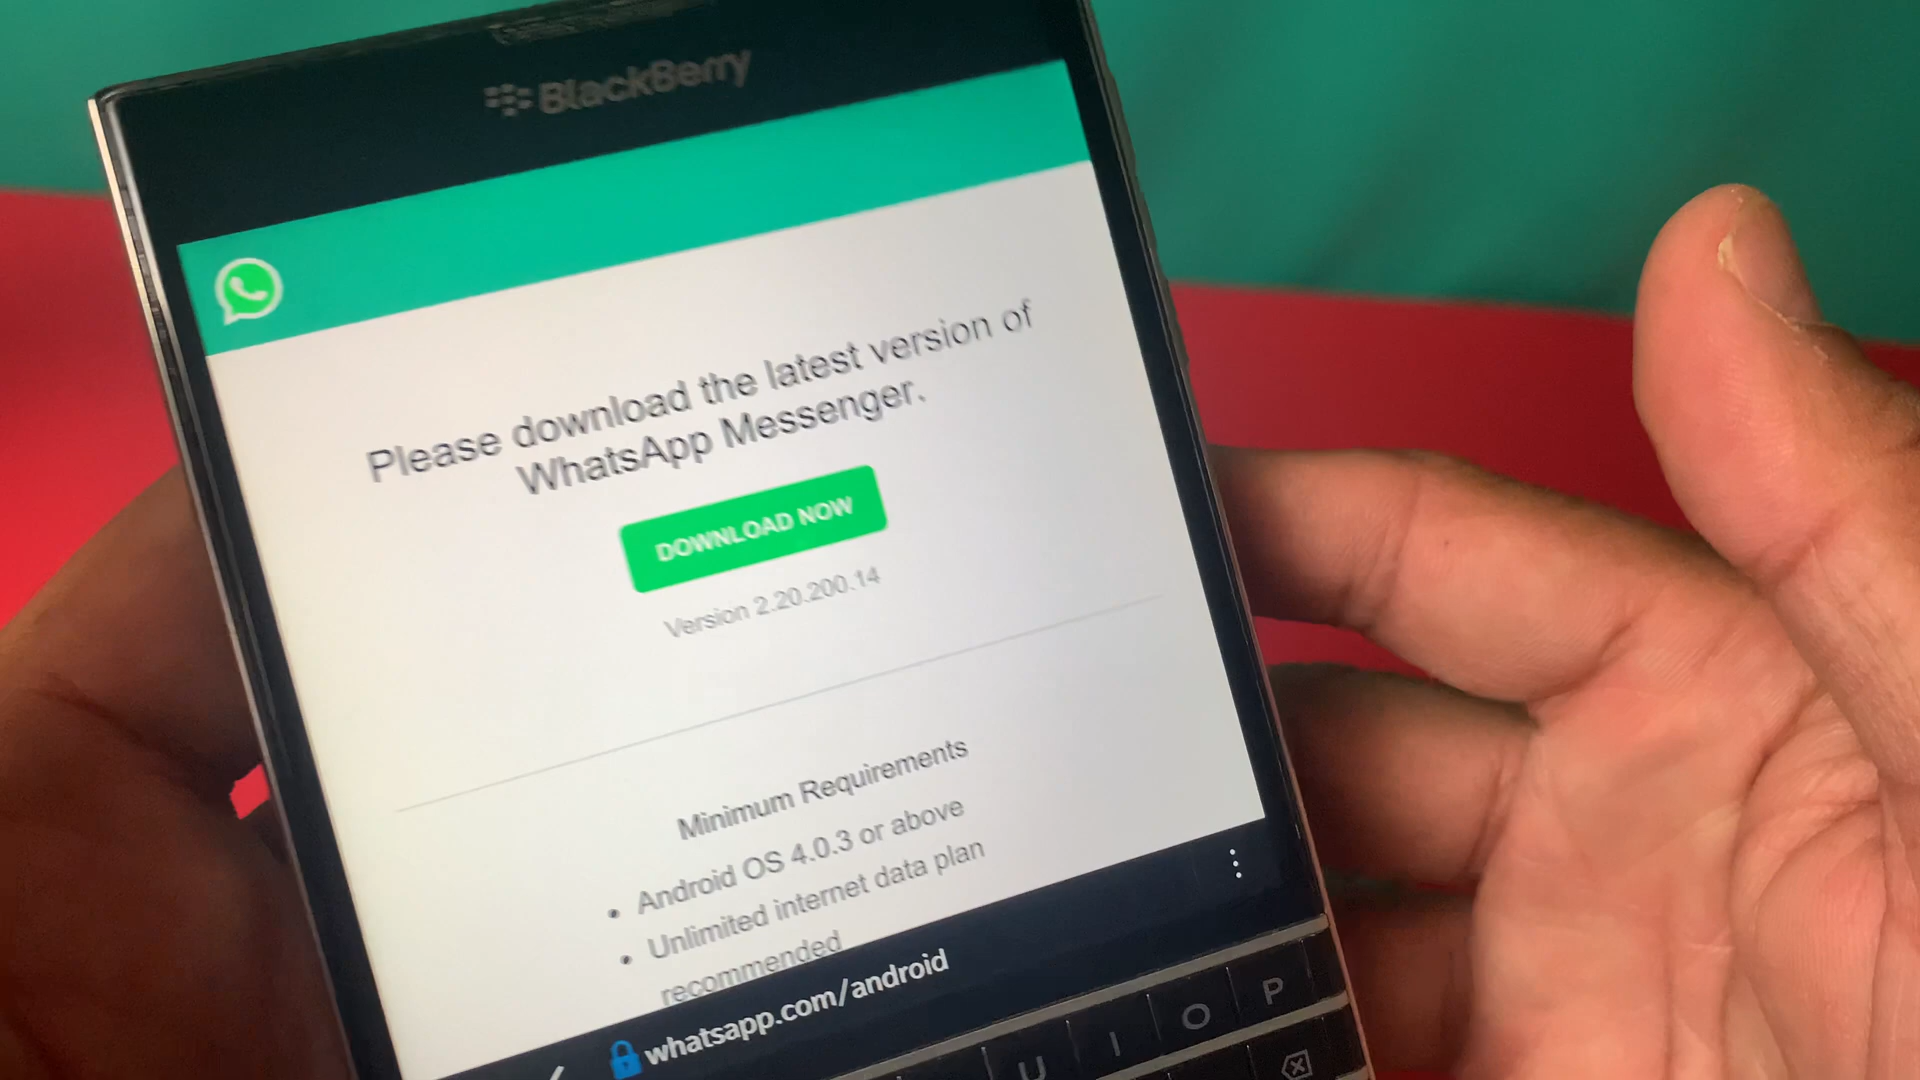 BlackBerry
Please download the latest version of
WhatsApp Messenger.
DOWNLOAD NOW
Version 2.20.200.14
Minimum Requirements
• Android OS 4.0.3 or above
• Unlimited internet data plan
recommended
whatsapp.com/android
U I O P